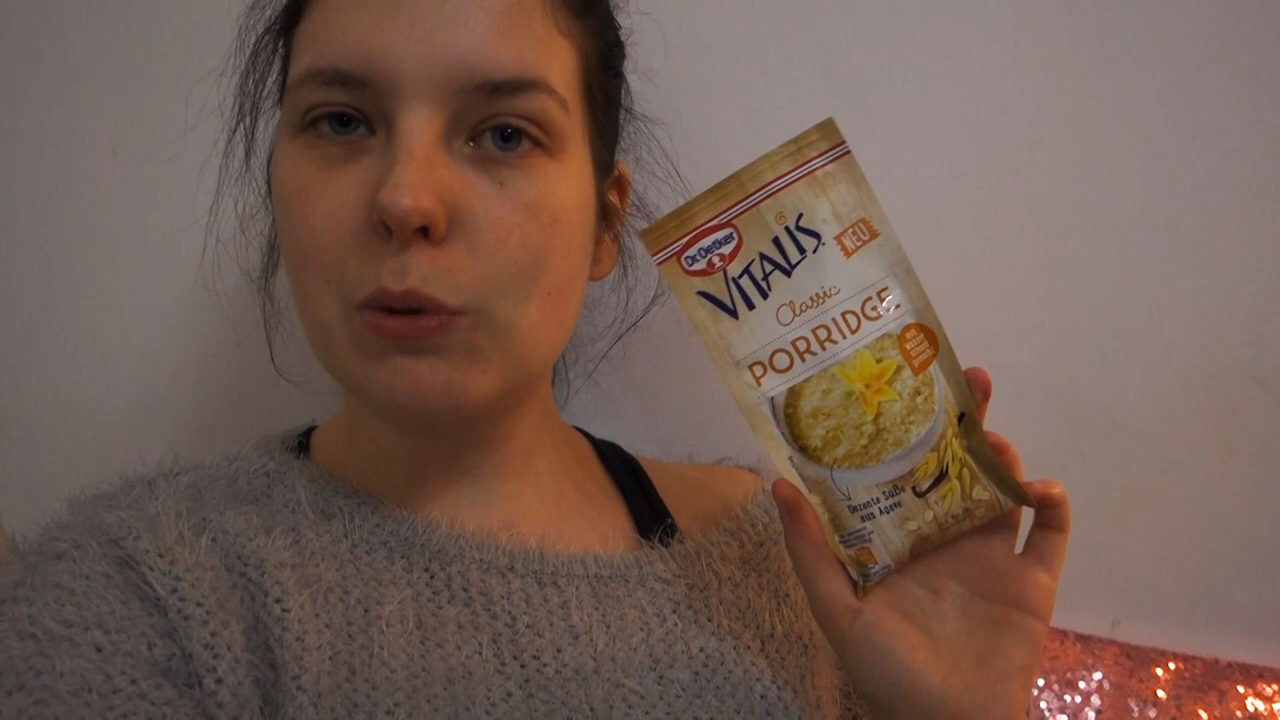 Dr.Oetker
VITALIS
NEU
Classic
PORRIDGE
Dezente Süße
aus Agave